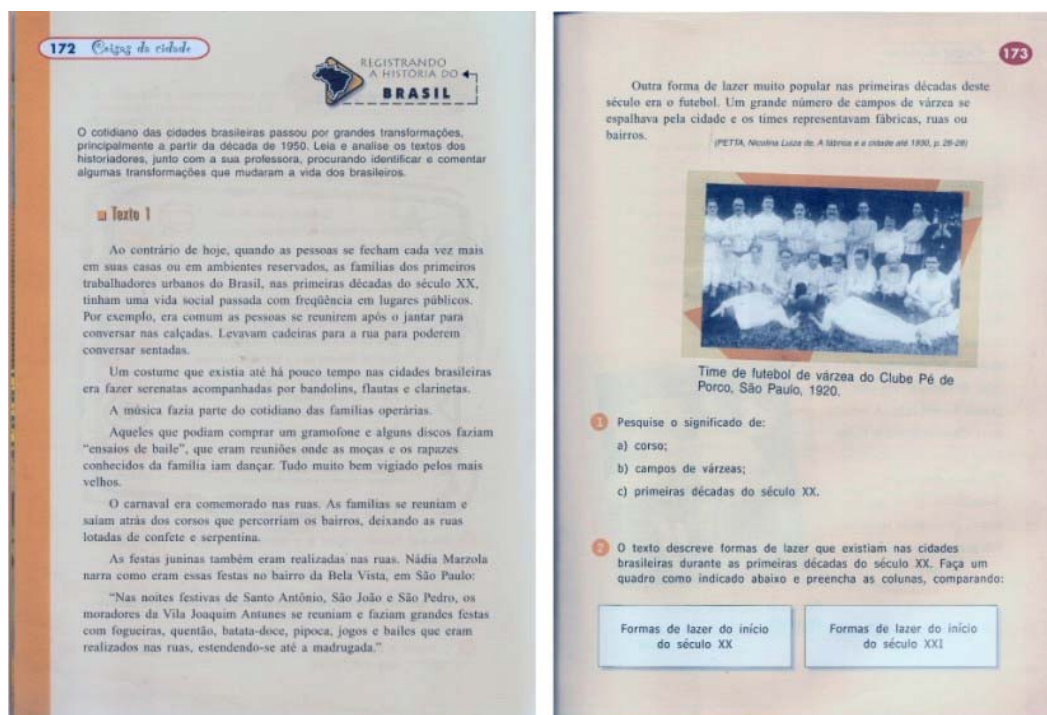 172 Coisas da cidade
REGISTRANDO
A HISTÓRIA DO
BRASIL
O cotidiano das cidades brasileiras passou por grandes transformações,
principalmente a partir da década de 1950. Leia e analise os textos dos
historiadores, junto com a sua professora, procurando identificar e comentar
algumas transformações que mudaram a vida dos brasileiros.
Texto 1
Ao contrário de hoje, quando as pessoas se fecham cada vez mais
em suas casas ou em ambientes reservados, as famílias dos primeiros
trabalhadores urbanos do Brasil, nas primeiras décadas do século XX,
tinham uma vida social passada com freqüência em lugares públicos.
Por exemplo, era comum as pessoas se reunirem após o jantar para
conversar nas calçadas. Levavam cadeiras para a rua para poderem
conversar sentadas.
Um costume que existia até há pouco tempo nas cidades brasileiras
era fazer serenatas acompanhadas por bandolins, flautas e clarinetas.
A música fazia parte do cotidiano das famílias operárias.
Aqueles que podiam comprar um gramofone e alguns discos faziam
“ensaios de baile”, que eram reuniões onde as moças e os rapazes
conhecidos da família iam dançar. Tudo muito bem vigiado pelos mais
velhos.
O carnaval era comemorado nas ruas. As famílias se reuniam e
saíam atrás dos corsos que percorriam os bairros, deixando as ruas
lotadas de confete e serpentina.
As festas juninas também eram realizadas nas ruas. Nádia Marzola
narra como eram essas festas no bairro da Bela Vista, em São Paulo:
“Nas noites festivas de Santo Antônio, São João e São Pedro, os
moradores da Vila Joaquim Antunes se reuniam e faziam grandes festas
com fogueiras, quentão, batata-doce, pipoca, jogos e bailes que eram
realizados nas ruas, estendendo-se até a madrugada.”
173
Outra forma de lazer muito popular nas primeiras décadas deste
século era o futebol. Um grande número de campos de várzea se
espalhava pela cidade e os times representavam fábricas, ruas ou
bairros.
(PETTA, Nicolina Luiza de. A fábrica e a cidade até 1930, p. 26-28)
Time de futebol de várzea do Clube Pé de
Porco, São Paulo, 1920.
1 Pesquise o significado de:
a) corso;
b) campos de várzeas;
c) primeiras décadas do século XX.
2 O texto descreve formas de lazer que existiam nas cidades
brasileiras durante as primeiras décadas do século XX. Faça um
quadro como indicado abaixo e preencha as colunas, comparando:
Formas de lazer do início
do século XX
Formas de lazer do início
do século XXI